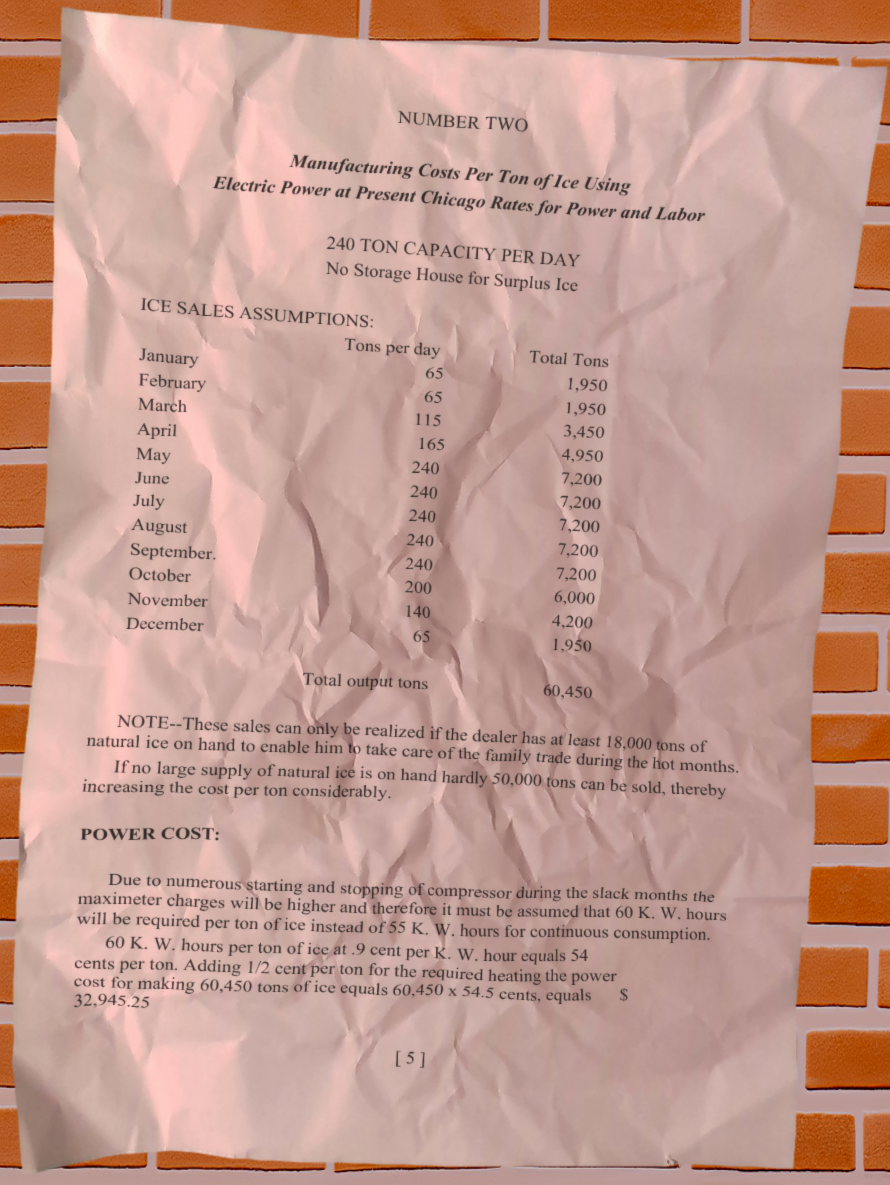 NUMBER TWO
Manufacturing Costs Per Ton of Ice Using
Electric Power at Present Chicago Rates for Power and Labor
240 TON CAPACITY PER DAY
No Storage House for Surplus Ice
ICE SALES ASSUMPTIONS:
Tons per day Total Tons
January 65 1,950
February 65 1,950
March 115 3,450
April 165 4,950
May 240 7,200
June 240 7,200
July 240 7,200
August 240 7,200
September. 240 7,200
October 200 6,000
November 140 4,200
December 65 1,950
Total output tons 60,450
NOTE--These sales can only be realized if the dealer has at least 18,000 tons of
natural ice on hand to enable him to take care of the family trade during the hot months.
If no large supply of natural ice is on hand hardly 50,000 tons can be sold, thereby
increasing the cost per ton considerably.
POWER COST:
Due to numerous starting and stopping of compressor during the slack months the
maximeter charges will be higher and therefore it must be assumed that 60 K. W. hours
will be required per ton of ice instead of 55 K. W. hours for continuous consumption.
60 K. W. hours per ton of ice at .9 cent per K. W. hour equals 54
cents per ton. Adding 1/2 cent per ton for the required heating the power
cost for making 60,450 tons of ice equals 60,450 x 54.5 cents, equals $
32,945.25
[ 5 ]